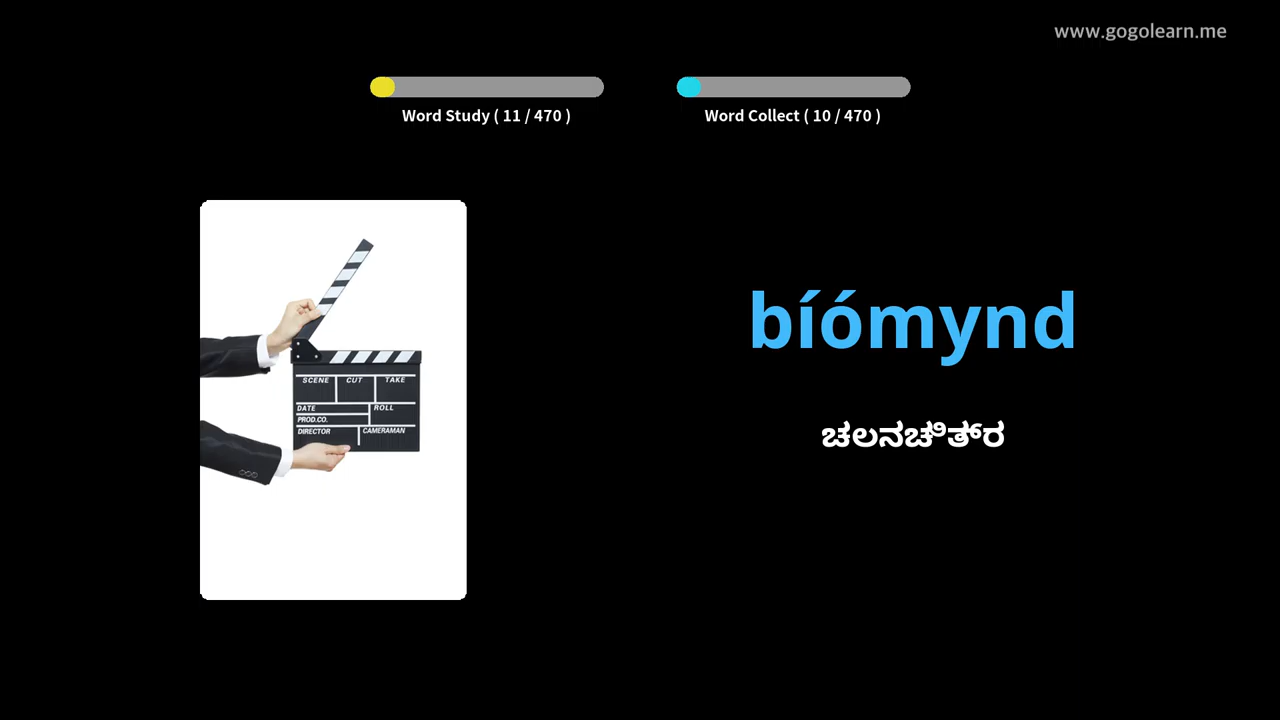 www.gogolearn.me
Word Study ( 11 / 470 )
Word Collect ( 10 / 470 )
bíómynd
ಚಲನಚಿತ್ರ
SCENE CUT TAKE
DATE ROLL
PROD.CO.
DIRECTOR CAMERAMAN